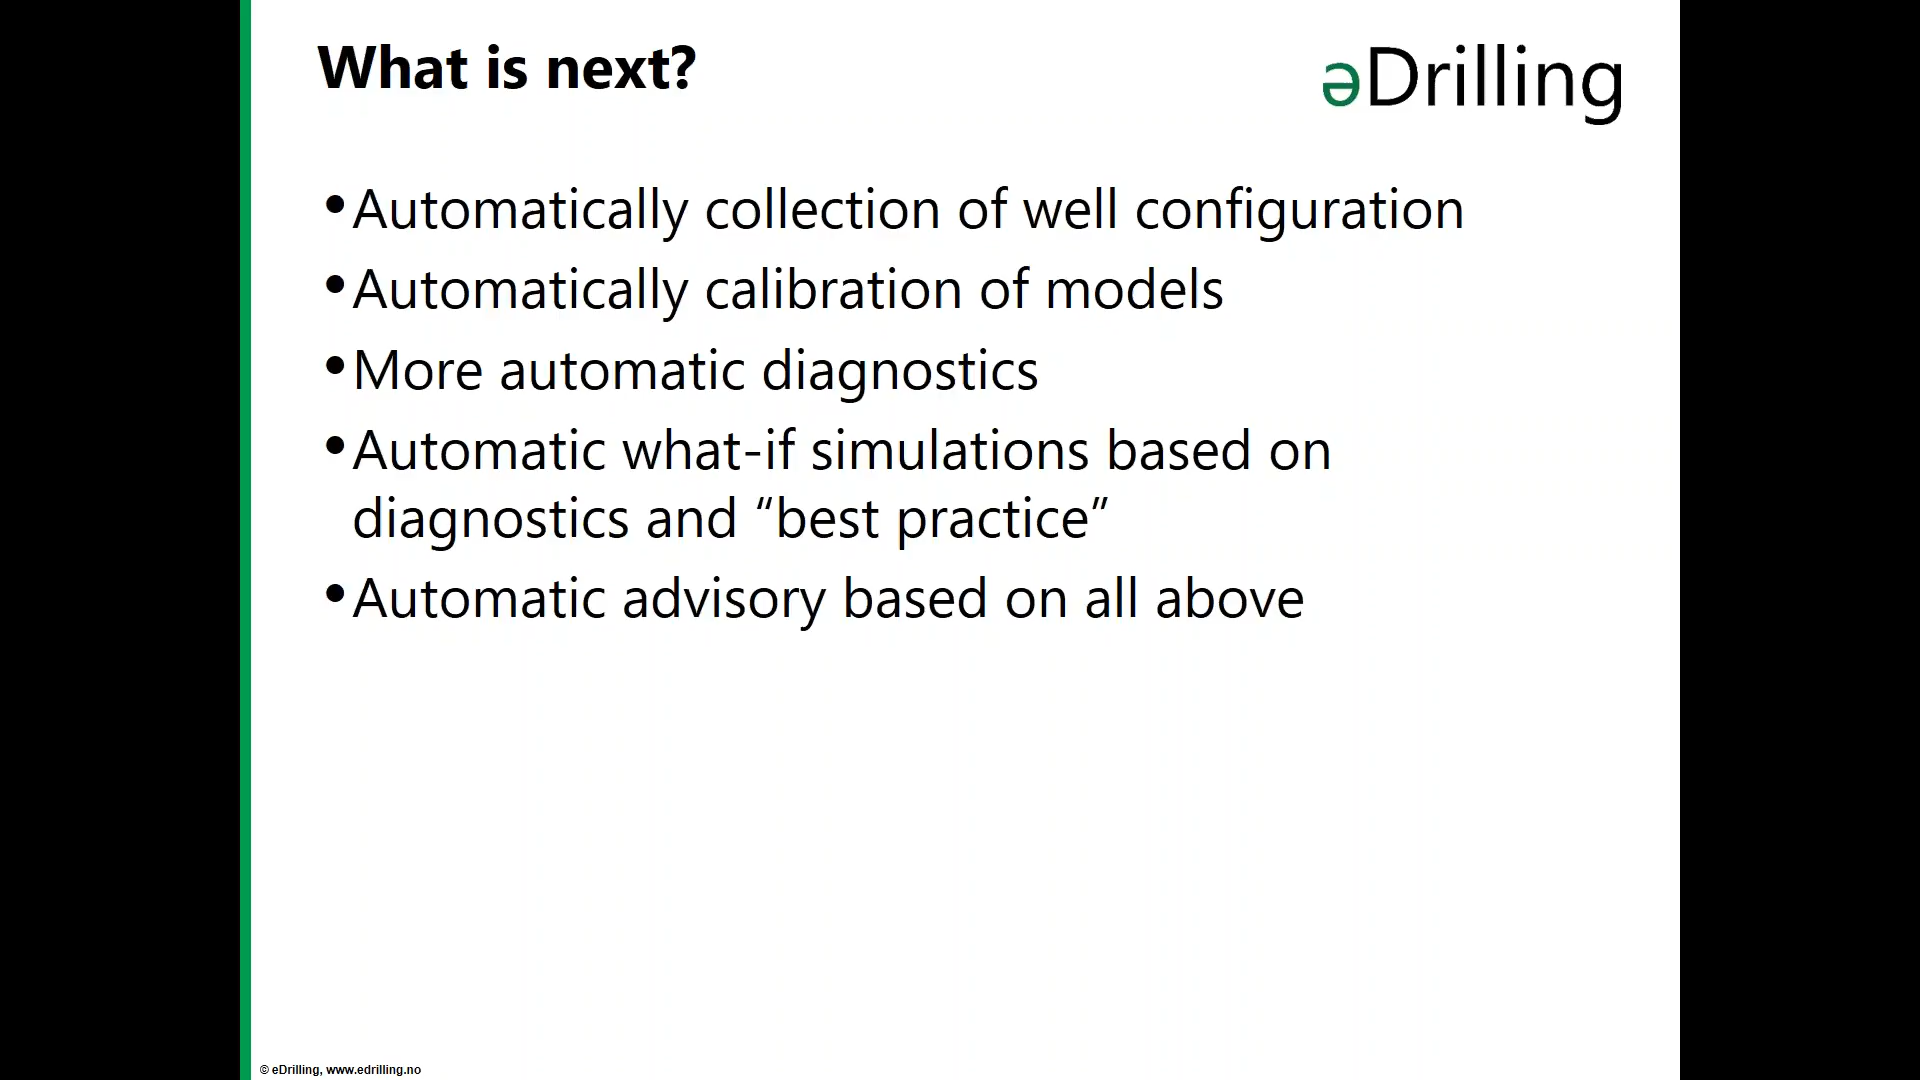 What is next?
əDrilling
•Automatically collection of well configuration
•Automatically calibration of models
•More automatic diagnostics
•Automatic what-if simulations based on
diagnostics and “best practice”
•Automatic advisory based on all above
© eDrilling, www.edrilling.no